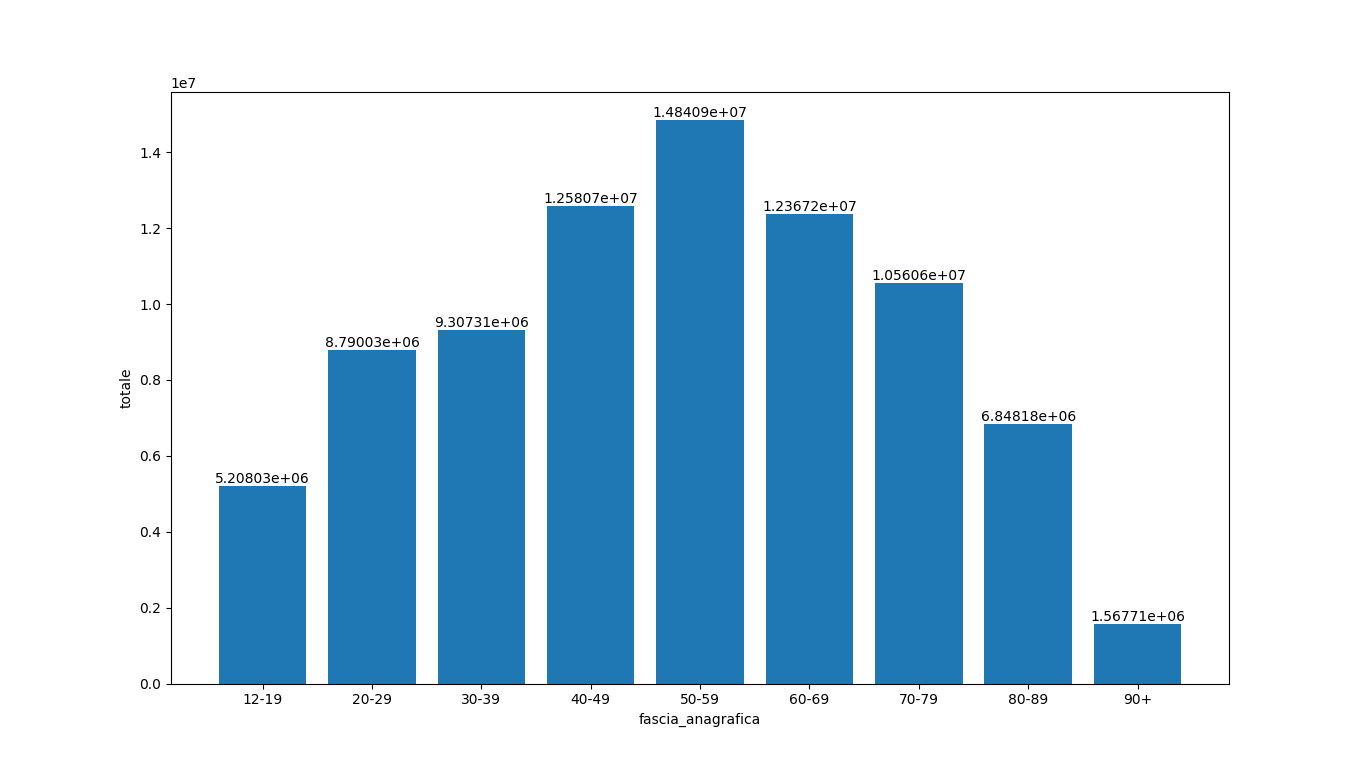 1e7
1.48409e+07
1.4
1.25807e+07
1.23672e+07
1.2
1.05606e+07
1.0
9.30731e+06
8.79003e+06
0.8
totale
6.84818e+06
0.6
5.20803e+06
0.4
0.2
1.56771e+06
0.0
12-19 20-29 30-39 40-49 50-59 60-69 70-79 80-89 90+
fascia_anagrafica